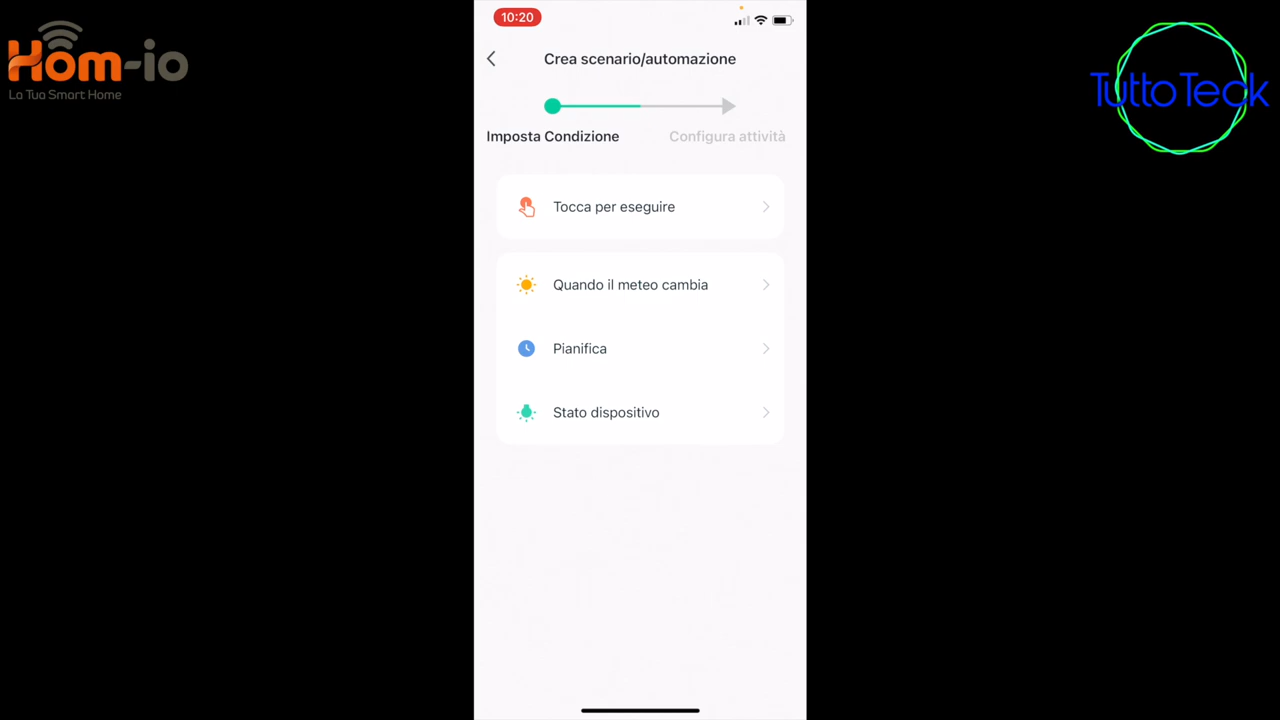 Hom-io
La Tua Smart Home
10:20
TuttoTeck
Crea scenario/automazione
Imposta Condizione
Configura attività
Tocca per eseguire
Quando il meteo cambia
Pianifica
Stato dispositivo